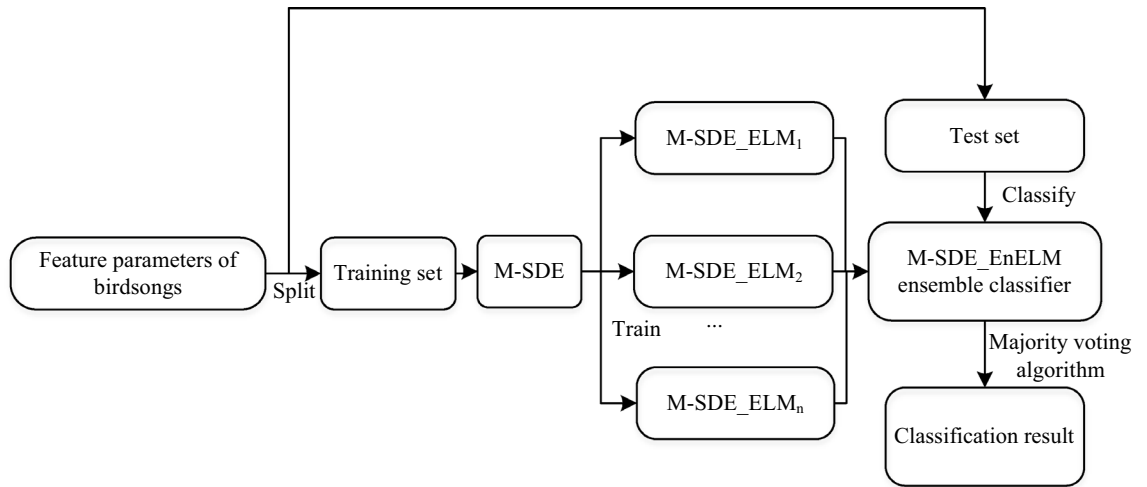 Feature parameters of
birdsongs
Split
Training set
M-SDE
Train
M-SDE_ELM₁
M-SDE_ELM₂
...
M-SDE_ELMₙ
Test set
Classify
M-SDE_EnELM
ensemble classifier
Majority voting
algorithm
Classification result